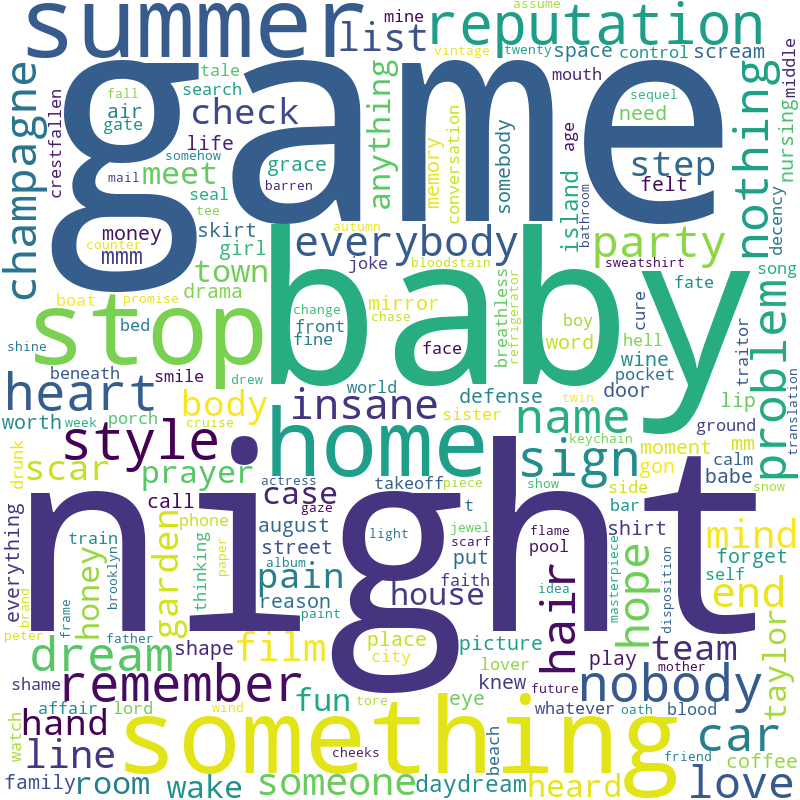 summer
reputation
assume
mine
vintage
twenty
list
space
control
scream
game
tale
search
mouth
middle
champagne
crestfallen
fall
air
gate
check
anything
memory
conversation
somebody
age
need
sequel
nothing
nursing
life
somehow
grace
step
felt
meet
mail
seal
barren
island
bathroom
decency
tee
skirt
money
mmm
counter
girl
autumn
everybody
party
sweatshirt
song
town
joke
bloodstain
baby
drama
boat
promise
stop
change
front
fine
mirror
chase
breathless
refrigerator
boy
word
cure
fate
hell
wine
traitor
problem
shine
bed
drew
face
pocket
door
translation
beneath
smile
world
defense
twin
lip
heart
worth
week
porch
cruise
body
insane
sister
name
moment
ground
keychain
mm
style
home
sign
gon
calm
drunk
scar
prayer
actress
takeoff
piece
show
side
babe
snow
call
case
gaze
t
jewel
night
everything
train
phone
garden
august
light
scarf
flame
bar
shirt
mind
street
put
pool
masterpiece
forget
honey
brooklyn
thinking
paper
album
pain
faith
idea
hope
disposition
self
brand
reason
paint
house
hair
end
peter
frame
father
shape
film
place
city
picture
team
taylor
dream
lover
play
mother
shame
remember
fun
eye
knew
future
nobody
affair
lord
tore
whatever
oath
blood
watch
hand
wind
something
car
line
cheeks
beach
friend
coffee
family
room
wake
someone
daydream
heard
love